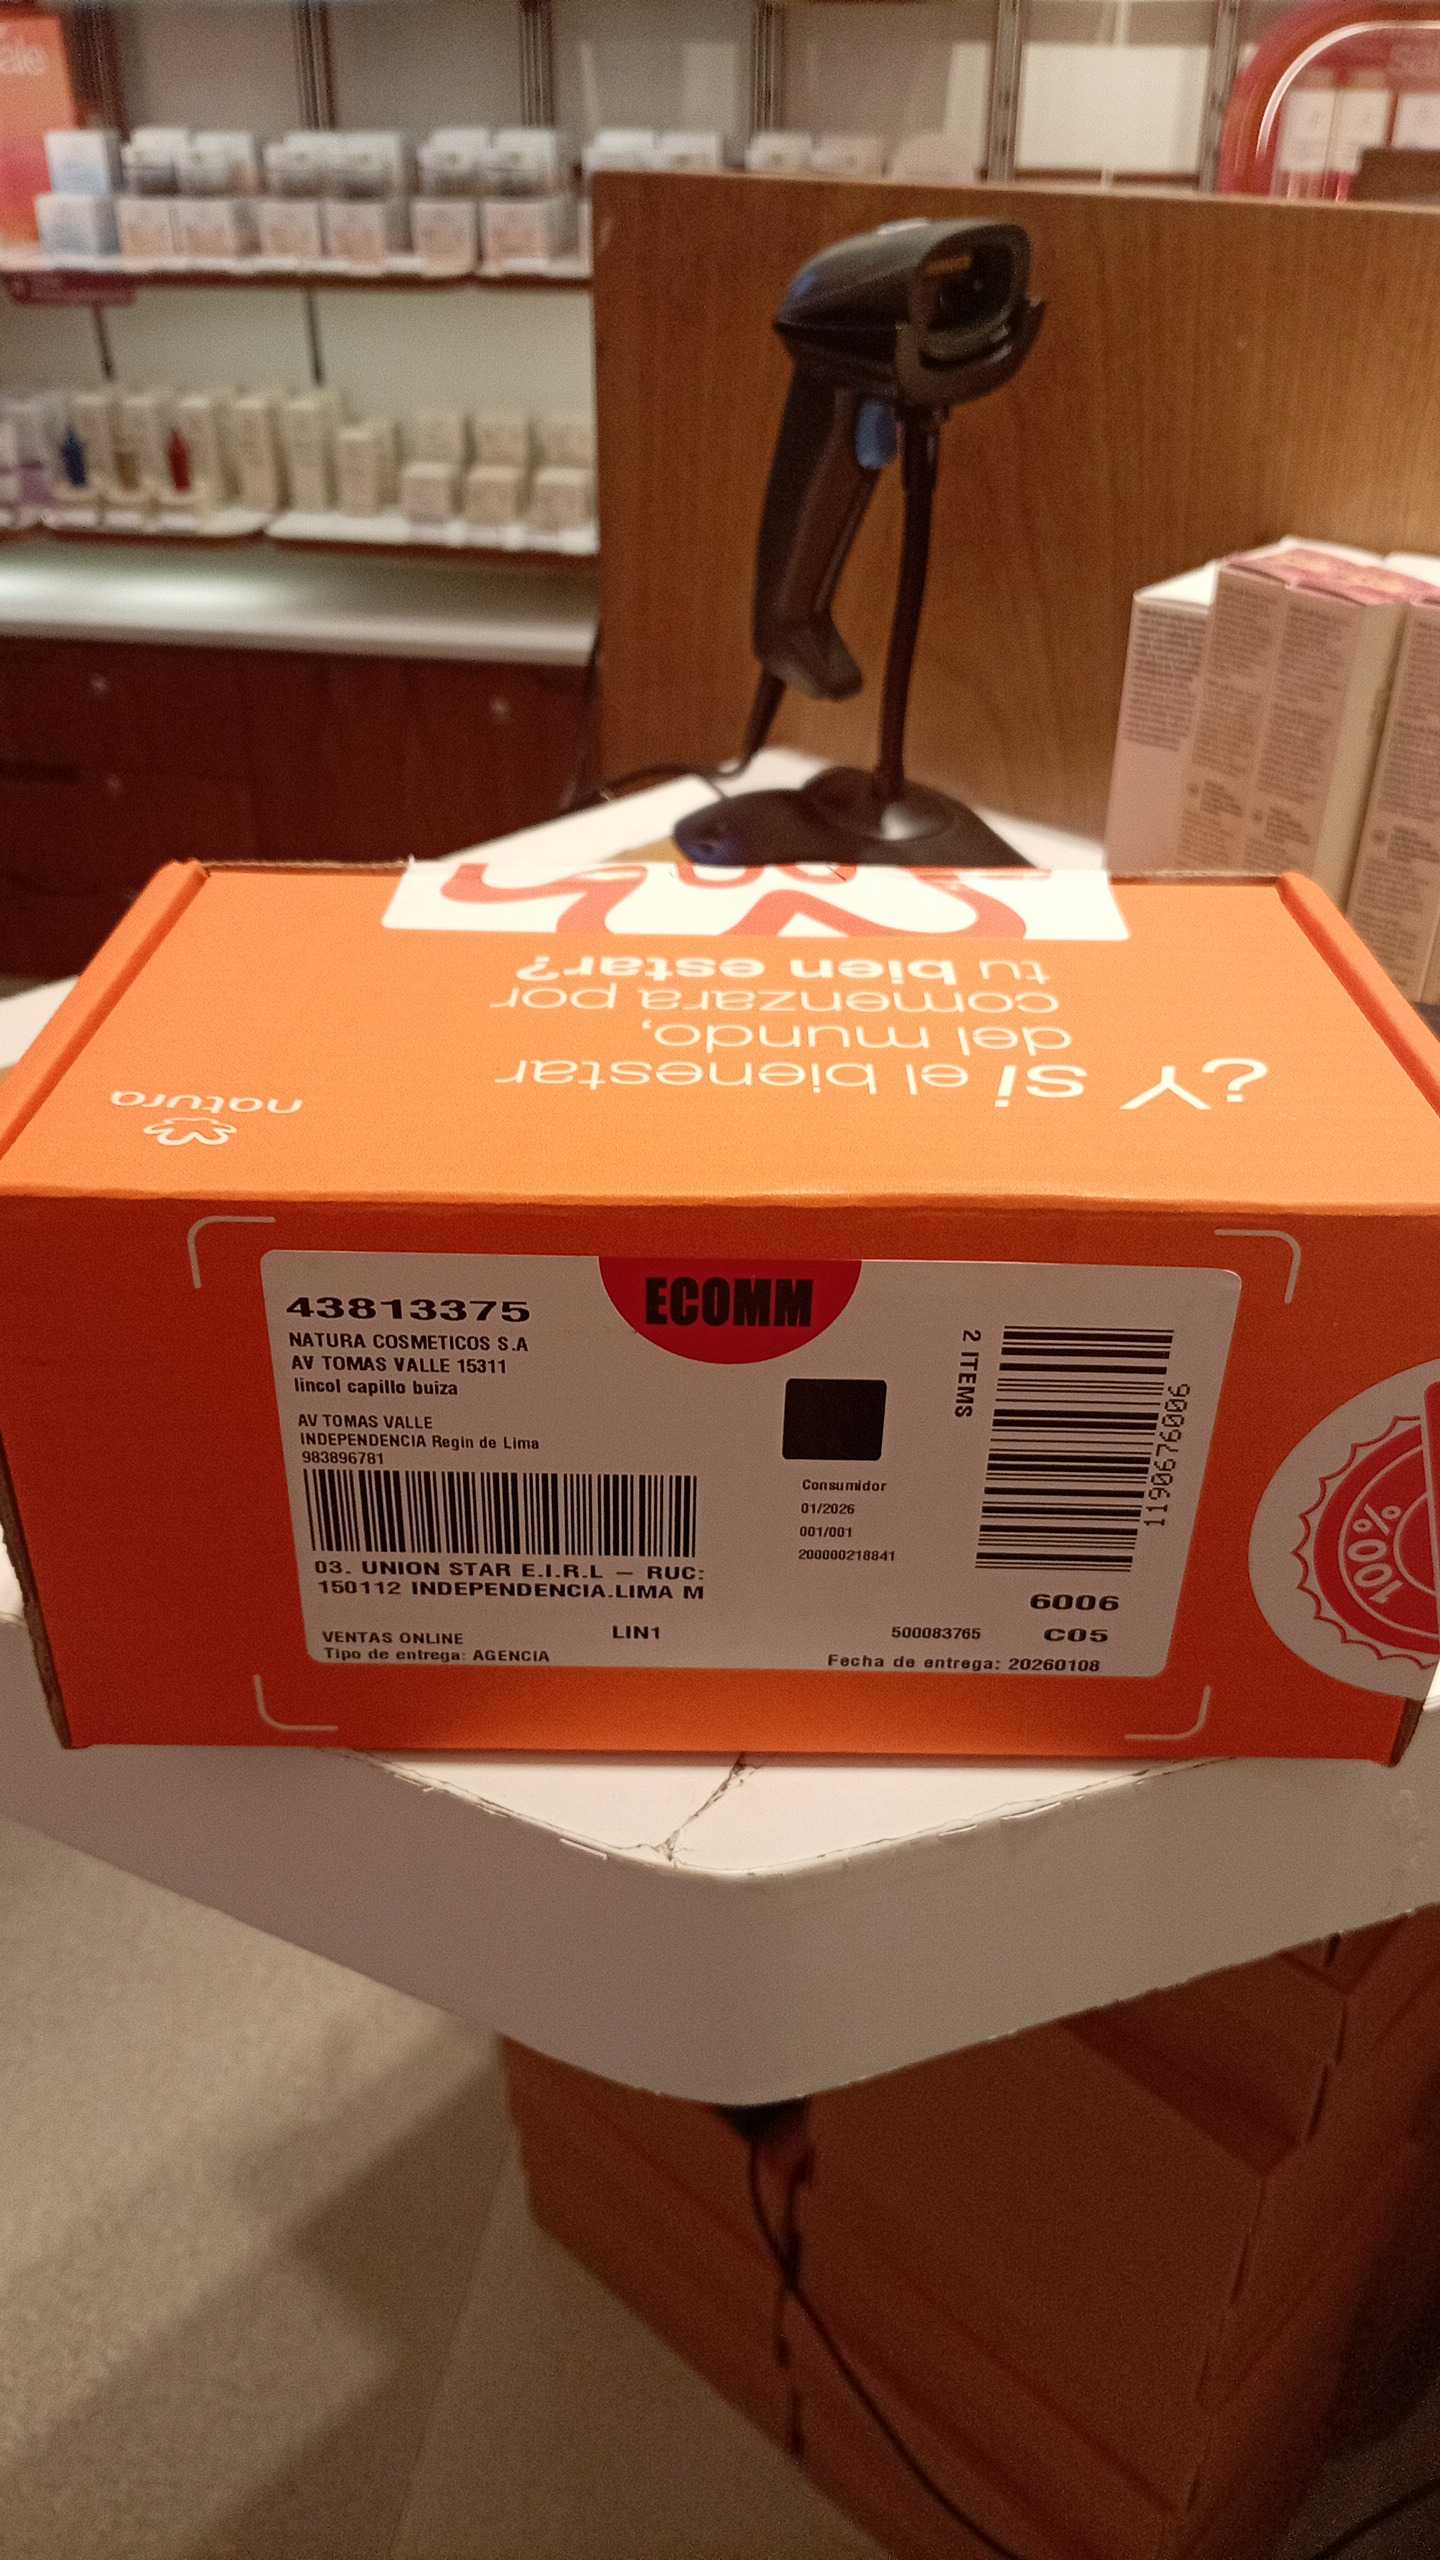 ¿Y si el bienestar
del mundo,
comenzara por
tu bien estar?
natura
ECOMM
43813375
NATURA COSMETICOS S.A
AV TOMAS VALLE 15311
lincol capillo buiza
AV TOMAS VALLE
INDEPENDENCIA Regin de Lima
983896781
03. UNION STAR E.I.R.L – RUC:
150112 INDEPENDENCIA.LIMA M
VENTAS ONLINE
Tipo de entrega: AGENCIA
LIN1
Consumidor
01/2026
001/001
200000218841
2 ITEMS
1190676006
6006
500083765
C05
Fecha de entrega: 20260108
100%